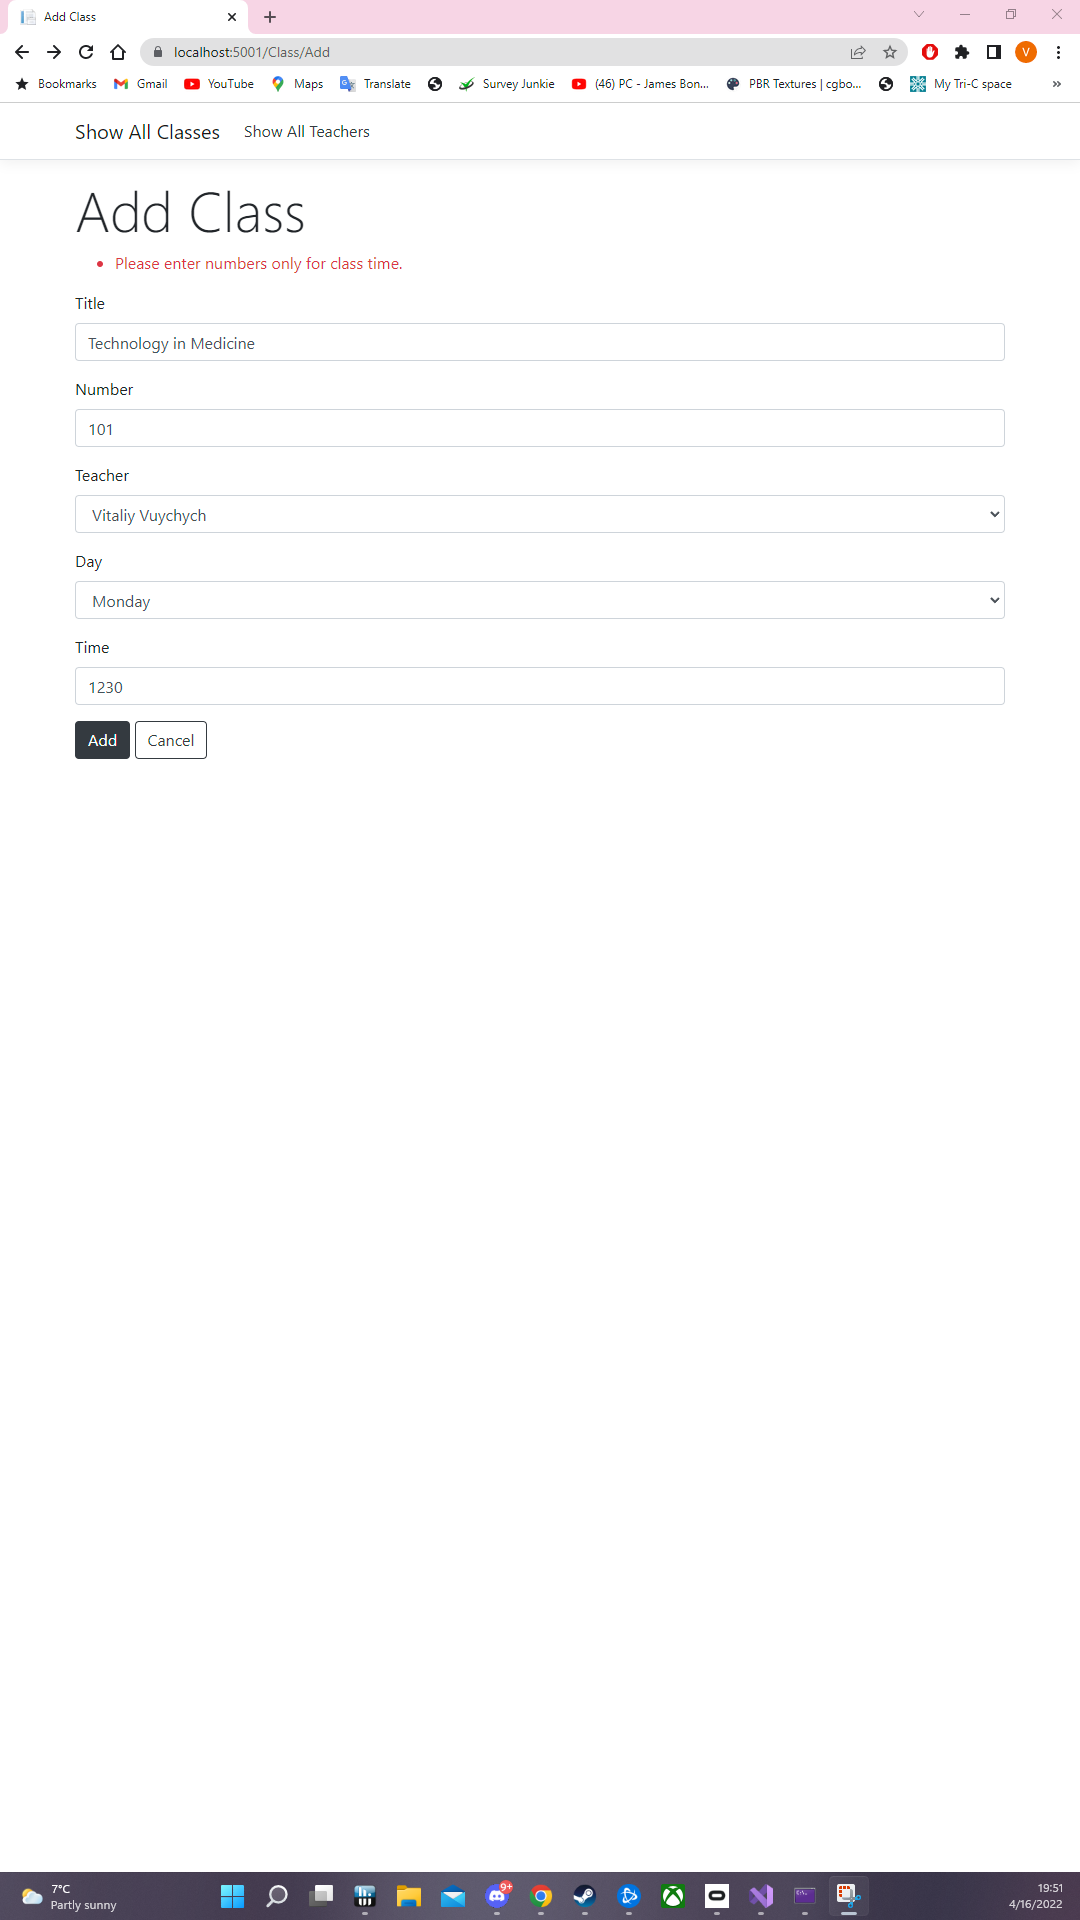 Add Class
localhost:5001/Class/Add
V
Bookmarks Gmail YouTube Maps Translate Survey Junkie (46) PC - James Bon... PBR Textures | cgbo... My Tri-C space »
Show All Classes Show All Teachers
Add Class
• Please enter numbers only for class time.
Title
Technology in Medicine
Number
101
Teacher
Vitaliy Vuychych
Day
Monday
Time
1230
Add Cancel
7°C
Partly sunny
9+
19:51
4/16/2022